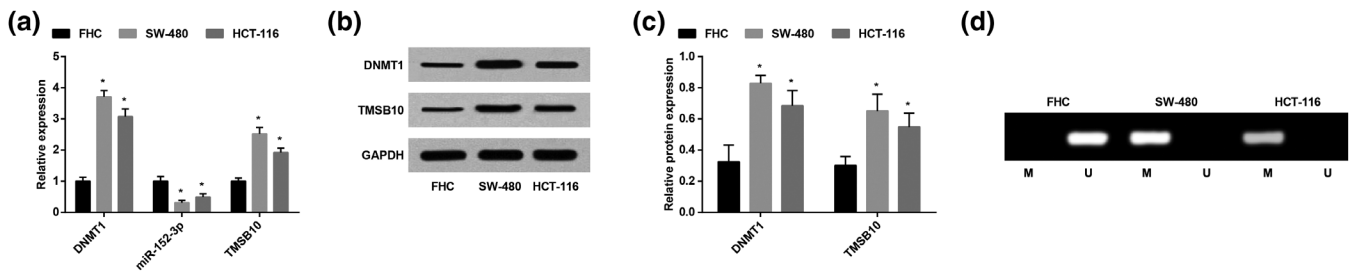 (a)
FHC SW-480 HCT-116
Relative expression
5
4
3
2
1
0
* * * * * *
DNMT1 miR-152-3p TMSB10
(b)
DNMT1
TMSB10
GAPDH
FHC SW-480 HCT-116
(c)
FHC SW-480 HCT-116
Relative protein expression
1.0
0.8
0.6
0.4
0.2
0.0
* * * *
DNMT1 TMSB10
(d)
FHC SW-480 HCT-116
M U M U M U